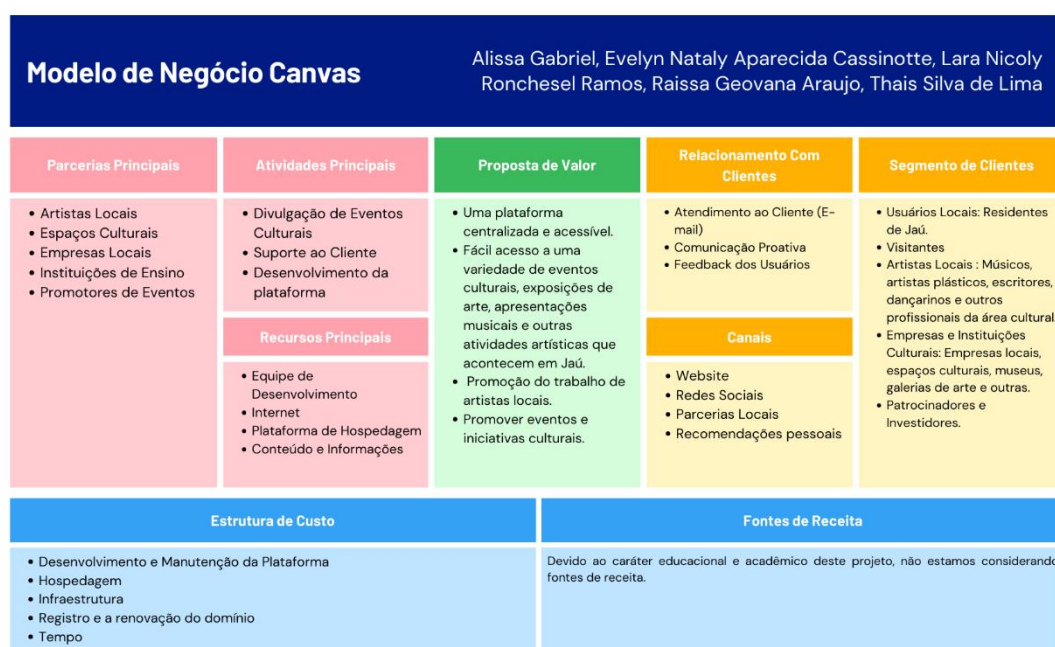 Modelo de Negócio Canvas
Alissa Gabriel, Evelyn Nataly Aparecida Cassinotte, Lara Nicoly
Ronchesel Ramos, Raissa Geovana Araujo, Thais Silva de Lima
Parcerias Principais
• Artistas Locais
• Espaços Culturais
• Empresas Locais
• Instituições de Ensino
• Promotores de Eventos
Atividades Principais
• Divulgação de Eventos
Culturais
• Suporte ao Cliente
• Desenvolvimento da
plataforma
Recursos Principais
• Equipe de
Desenvolvimento
• Internet
• Plataforma de Hospedagem
• Conteúdo e Informações
Proposta de Valor
• Uma plataforma
centralizada e acessível.
• Fácil acesso a uma
variedade de eventos
culturais, exposições de
arte, apresentações
musicais e outras
atividades artísticas que
acontecem em Jaú.
• Promoção do trabalho de
artistas locais.
• Promover eventos e
iniciativas culturais.
Relacionamento Com
Clientes
• Atendimento ao Cliente (E-
mail)
• Comunicação Proativa
• Feedback dos Usuários
Canais
• Website
• Redes Sociais
• Parcerias Locais
• Recomendações pessoais
Segmento de Clientes
• Usuários Locais: Residentes
de Jaú.
• Visitantes
• Artistas Locais : Músicos,
artistas plásticos, escritores,
dançarinos e outros
profissionais da área cultural.
• Empresas e Instituições
Culturais: Empresas locais,
espaços culturais, museus,
galerias de arte e outras.
• Patrocinadores e
Investidores.
Estrutura de Custo
• Desenvolvimento e Manutenção da Plataforma
• Hospedagem
• Infraestrutura
• Registro e a renovação do domínio
• Tempo
Fontes de Receita
Devido ao caráter educacional e acadêmico deste projeto, não estamos considerando
fontes de receita.